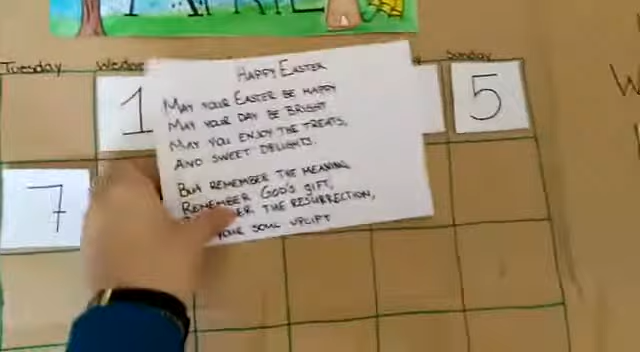 Tuesday
Sunday
1
5
7
HAPPY EASTER
MAY YOUR EASTER BE HAPPY
MAY YOUR DAY BE BRIGHT
MAY YOU ENJOY THE TREATS,
AND SWEET DELIGHTS.
BUT REMEMBER THE MEANING
REMEMBER GOD'S GIFT,
THE RESURRECTION,
YOUR SOUL UPLIFT